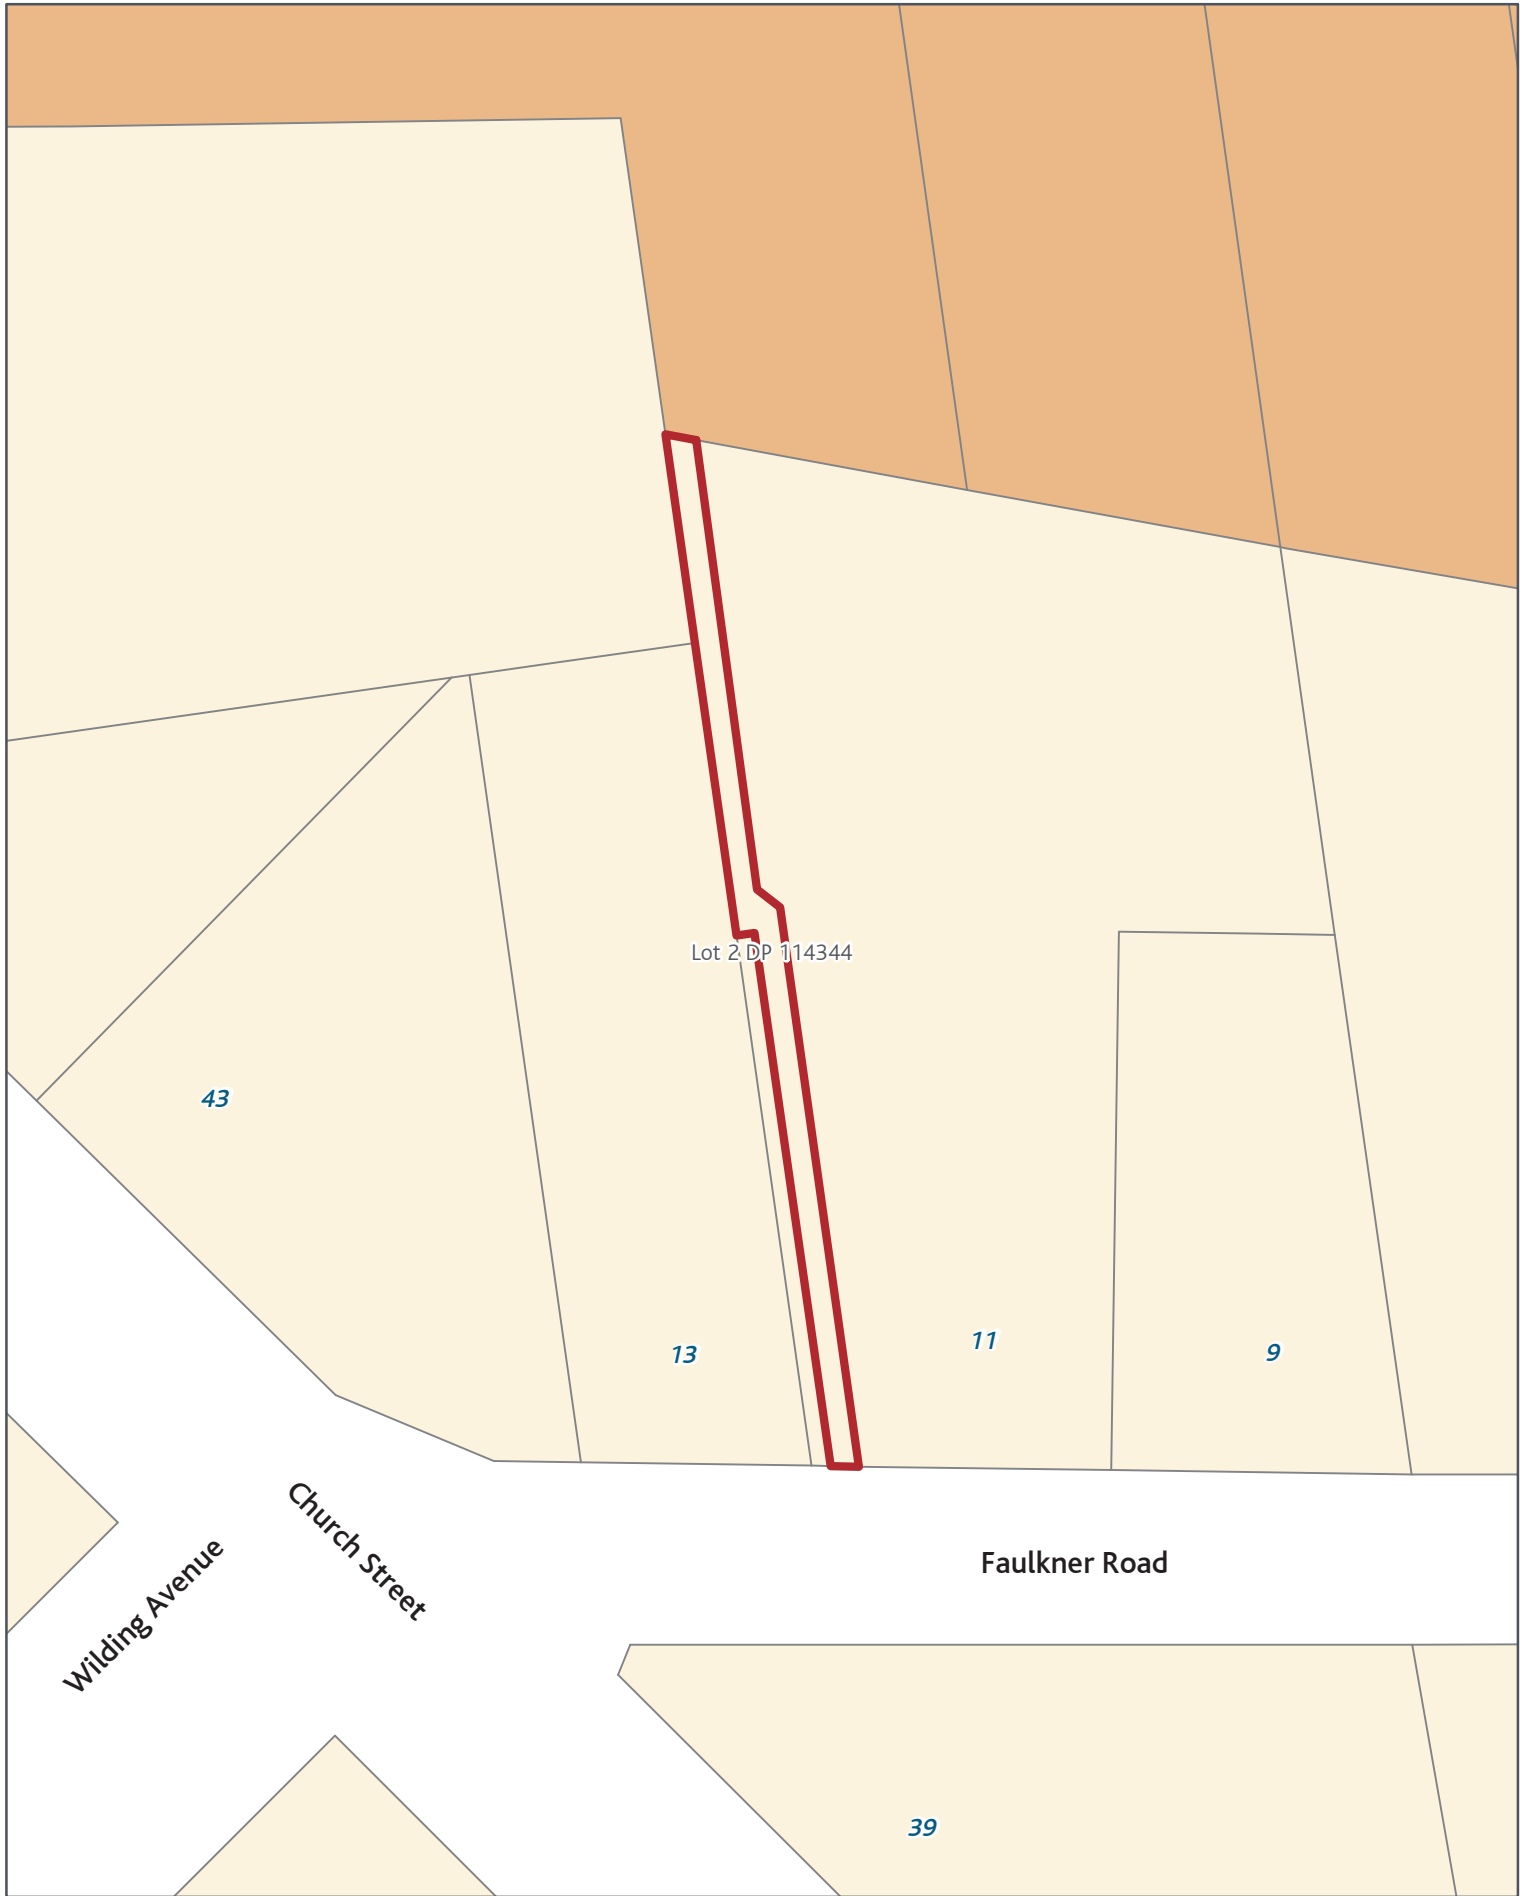 Lot 2 DP 114344
43
13
11
9
Church Street
Wilding Avenue
Faulkner Road
39